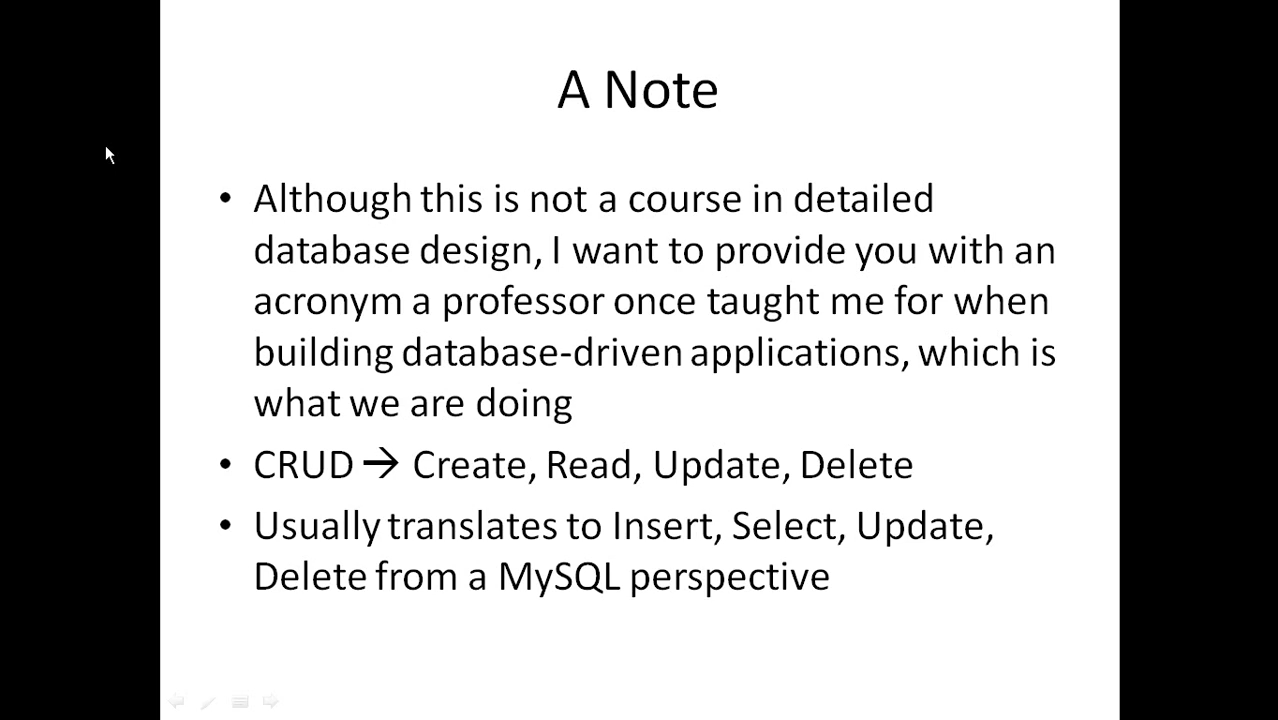 A Note
• Although this is not a course in detailed
database design, I want to provide you with an
acronym a professor once taught me for when
building database-driven applications, which is
what we are doing
• CRUD → Create, Read, Update, Delete
• Usually translates to Insert, Select, Update,
Delete from a MySQL perspective